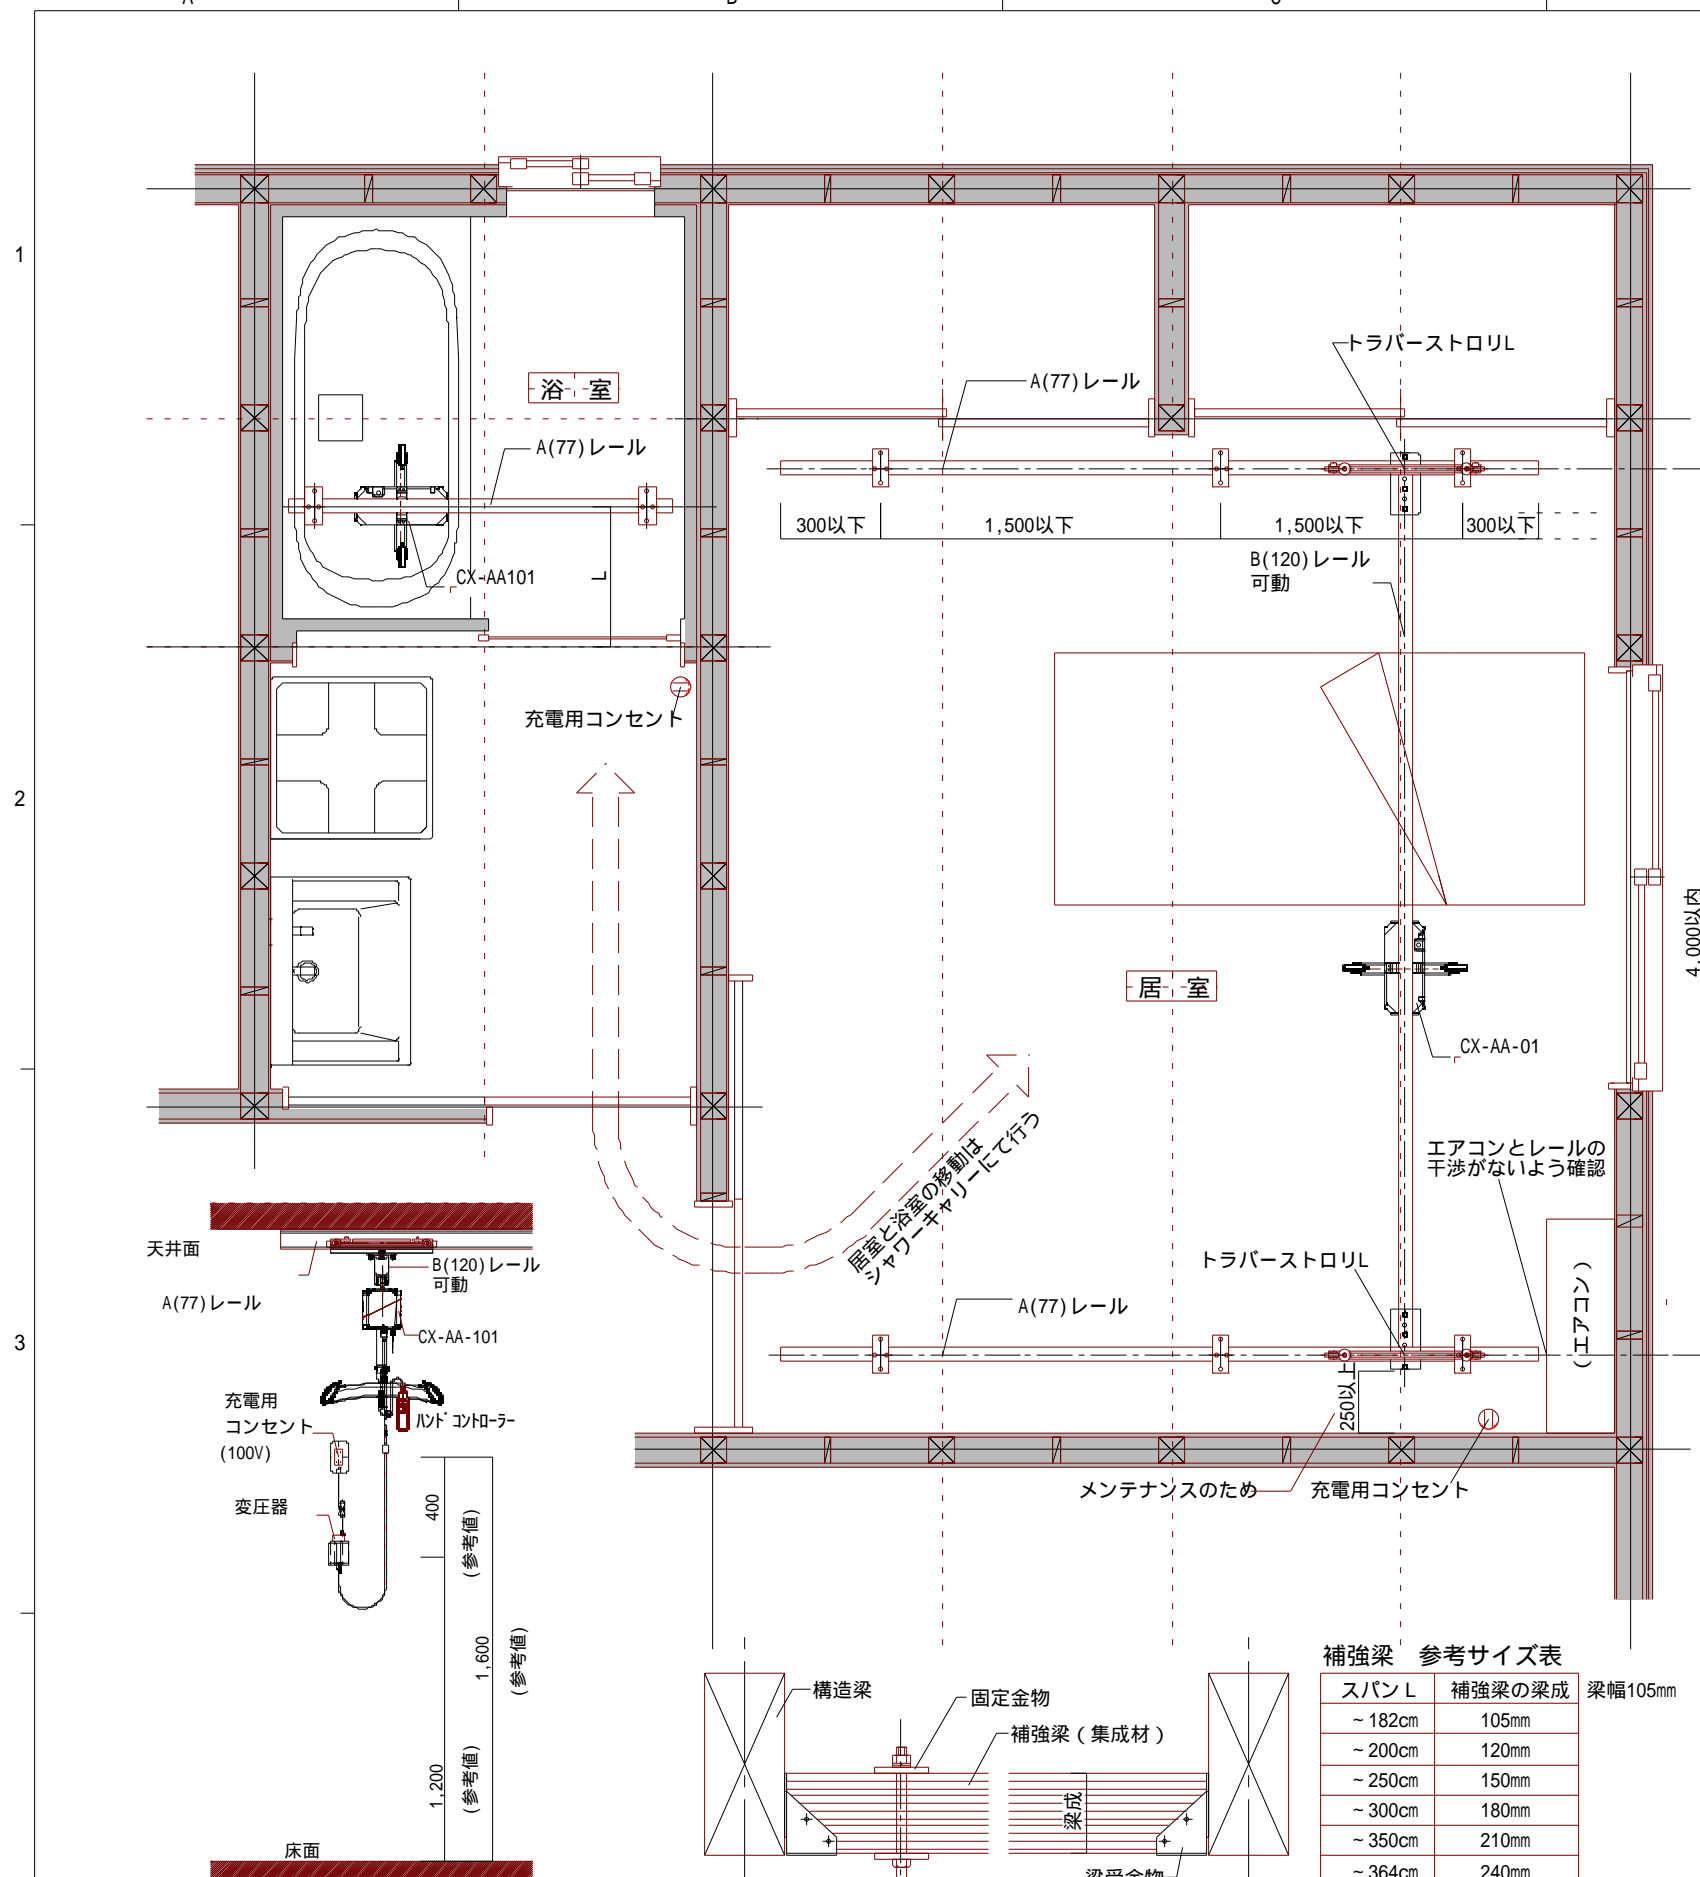 1
浴 室
A(77)レール
CX-AA101
L
充電用コンセント
A(77)レール
トラバーストロリL
300以下
1,500以下
1,500以下
300以下
B(120)レール
可動
2
居 室
CX-AA-01
4,000以内
居室と浴室の移動は
シャワーキャリーにて行う
エアコンとレールの
干渉がないよう確認
トラバーストロリL
A(77)レール
(エアコン)
250以上
メンテナンスのため
充電用コンセント
3
天井面
A(77)レール
B(120)レール
可動
CX-AA-101
充電用
コンセント
(100V)
ハンドコントローラー
変圧器
400
(参考値)
1,600
(参考値)
1,200
(参考値)
床面
構造梁
固定金物
補強梁(集成材)
梁成
梁受金物
補強梁 参考サイズ表
スパン L 補強梁の梁成 梁幅105㎜
~182㎝ 105㎜
~200㎝ 120㎜
~250㎝ 150㎜
~300㎝ 180㎜
~350㎝ 210㎜
~364㎝ 240㎜